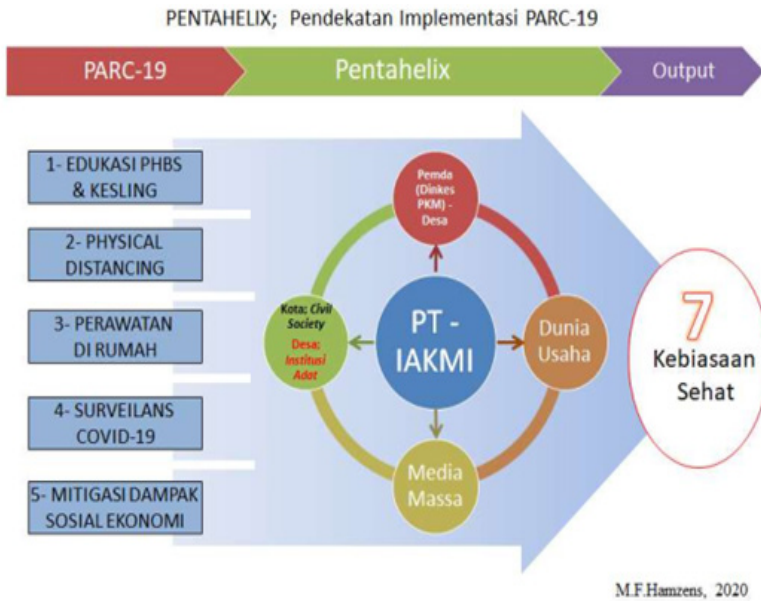 PENTAHELIX; Pendekatan Implementasi PARC-19
PARC-19
Pentahelix
Output
1- EDUKASI PHBS
& KESLING
2- PHYSICAL
DISTANCING
3- PERAWATAN
DI RUMAH
4- SURVEILANS
COVID-19
5- MITIGASI DAMPAK
SOSIAL EKONOMI
Pemda
(Dinkes
PKM) -
Desa
Kota: Civil
Society
Desa:
Institusi
Adat
PT -
IAKMI
Dunia
Usaha
Media
Massa
7
Kebiasaan
Sehat
M.F.Hamzens, 2020